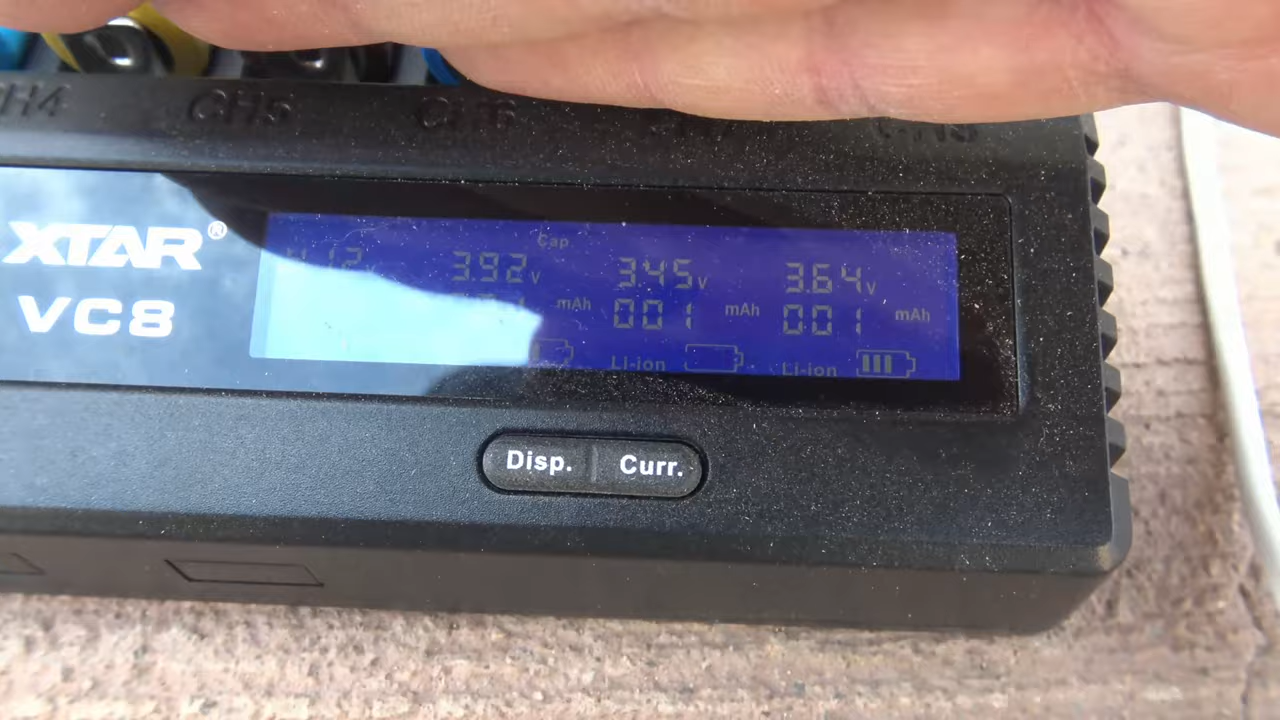 CH5
CH6
XTAR®
VC8
Cap
3.92v
3.45v
3.64v
mAh
001 mAh
001 mAh
Li-ion
Li-ion
Disp.
Curr.